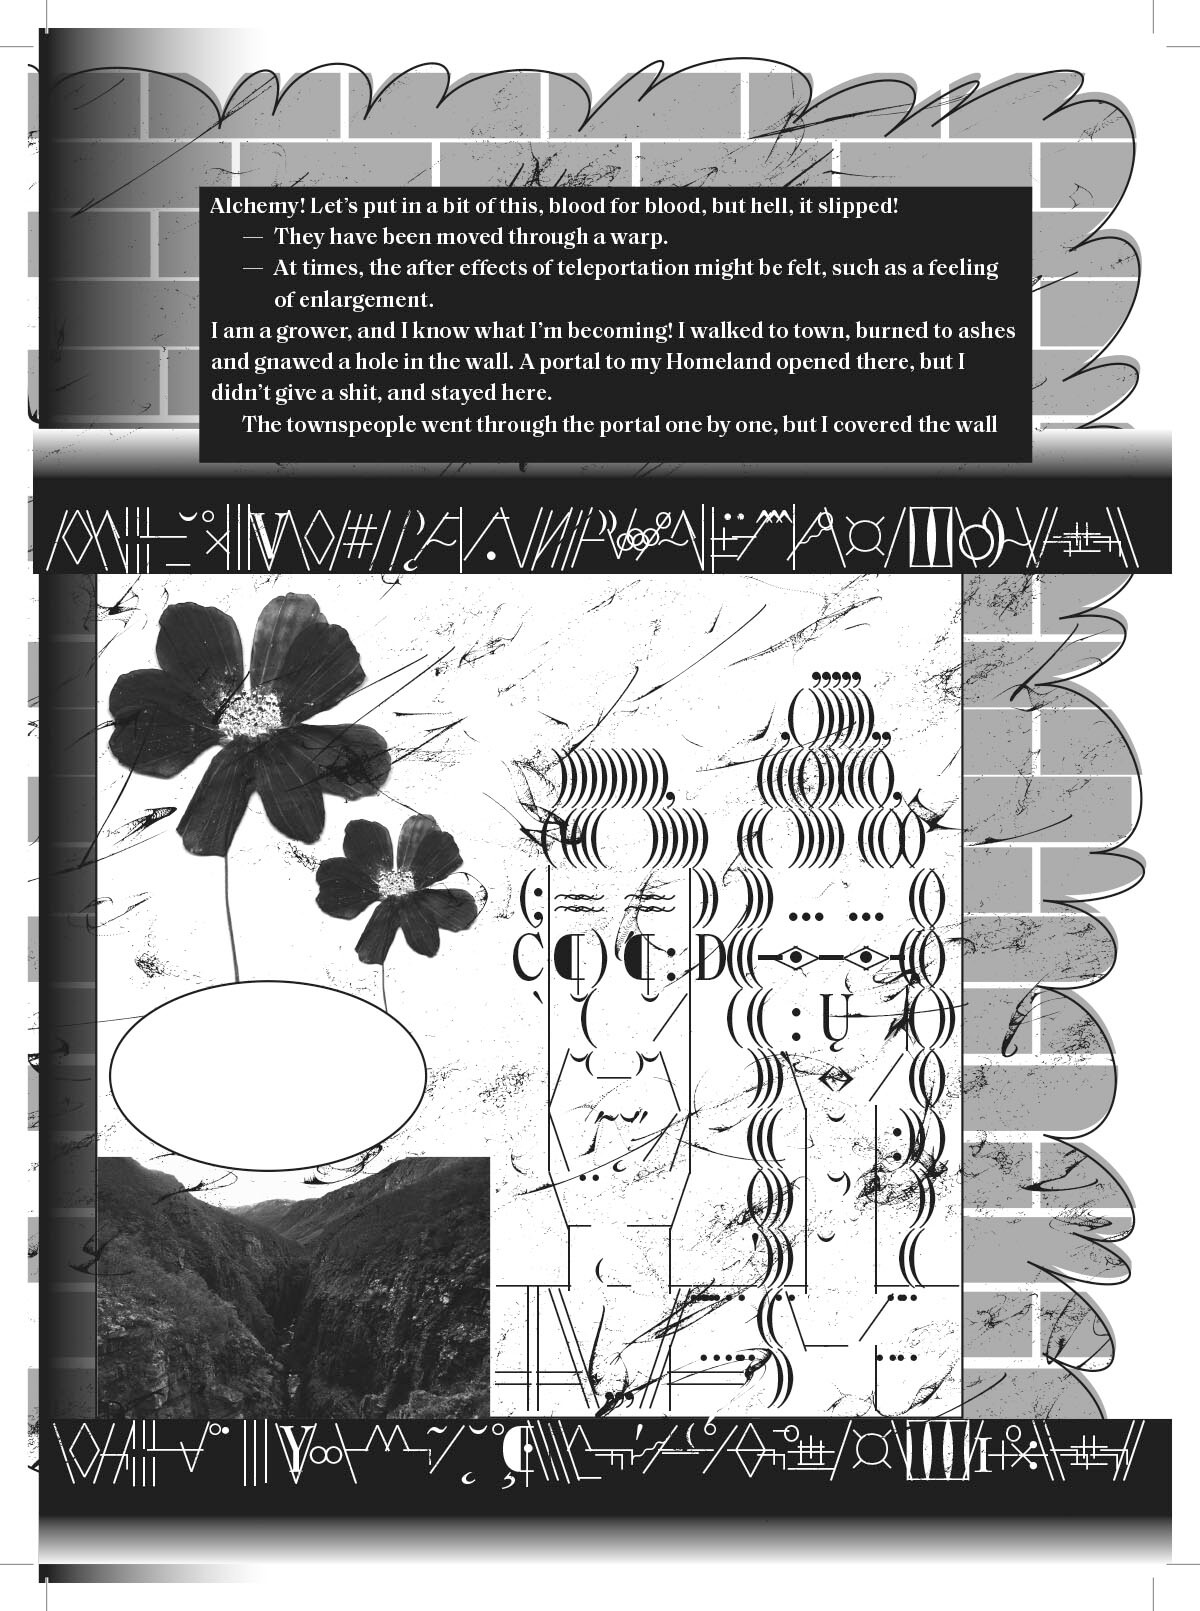 Alchemy! Let’s put in a bit of this, blood for blood, but hell, it slipped!
— They have been moved through a warp.
— At times, the after effects of teleportation might be felt, such as a feeling
of enlargement.
I am a grower, and I know what I’m becoming! I walked to town, burned to ashes
and gnawed a hole in the wall. A portal to my Homeland opened there, but I
didn’t give a shit, and stayed here.
The townspeople went through the portal one by one, but I covered the wall